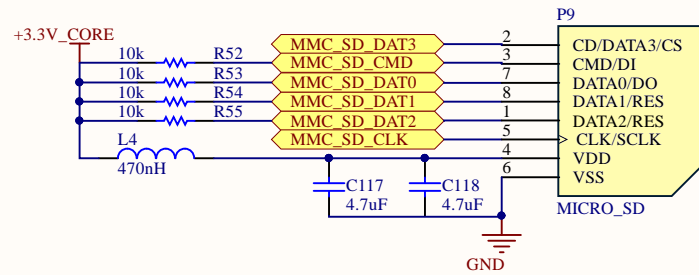 P9
+3.3V_CORE
MMC_SD_DAT3 2 CD/DATA3/CS
10k R52 MMC_SD_CMD 3 CMD/DI
10k R53 MMC_SD_DAT0 7 DATA0/DO
10k R54 MMC_SD_DAT1 8 DATA1/RES
10k R55 MMC_SD_DAT2 1 DATA2/RES
MMC_SD_CLK 5 CLK/SCLK
L4 4 VDD
470nH 6 VSS
C117 C118
4.7uF 4.7uF
MICRO_SD
GND